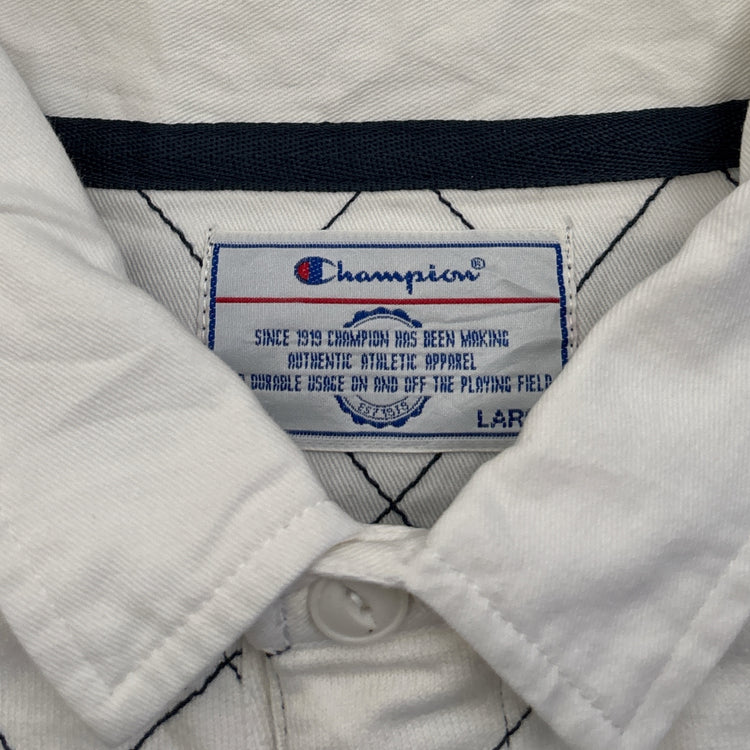 Champion®
SINCE 1919 CHAMPION HAS BEEN MAKING
AUTHENTIC ATHLETIC APPAREL
DURABLE USAGE ON AND OFF THE PLAYING FIELD
EST 1919
LAR